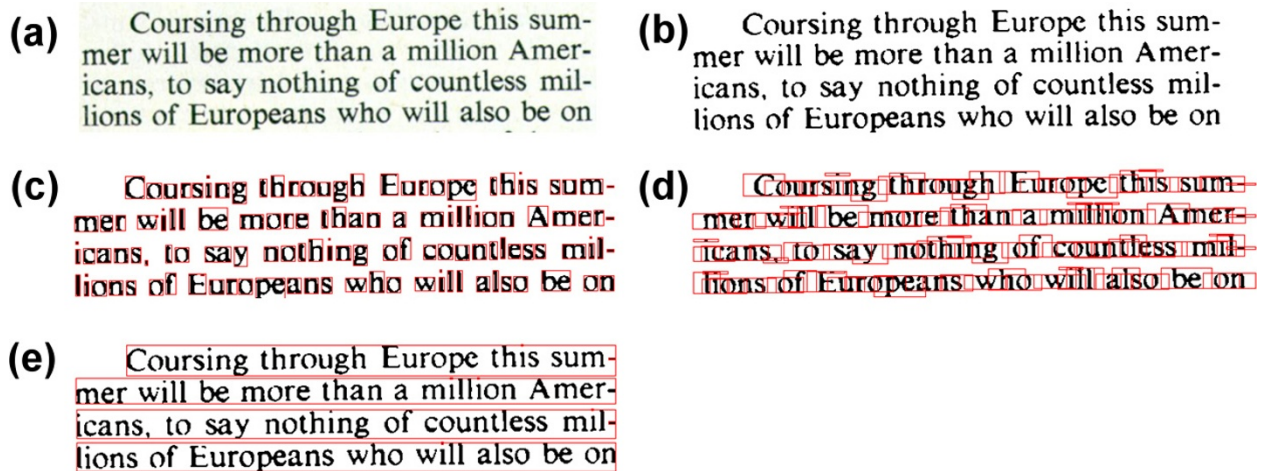 (a)
Coursing through Europe this sum-
mer will be more than a million Amer-
icans, to say nothing of countless mil-
lions of Europeans who will also be on
(b)
Coursing through Europe this sum-
mer will be more than a million Amer-
icans, to say nothing of countless mil-
lions of Europeans who will also be on
(c)
Coursing through Europe this sum-
mer will be more than a million Amer-
icans, to say nothing of countless mil-
lions of Europeans who will also be on
(d)
Coursing through Europe this sum-
mer will be more than a million Amer-
icans, to say nothing of countless mil-
lions of Europeans who will also be on
(e)
Coursing through Europe this sum-
mer will be more than a million Amer-
icans, to say nothing of countless mil-
lions of Europeans who will also be on